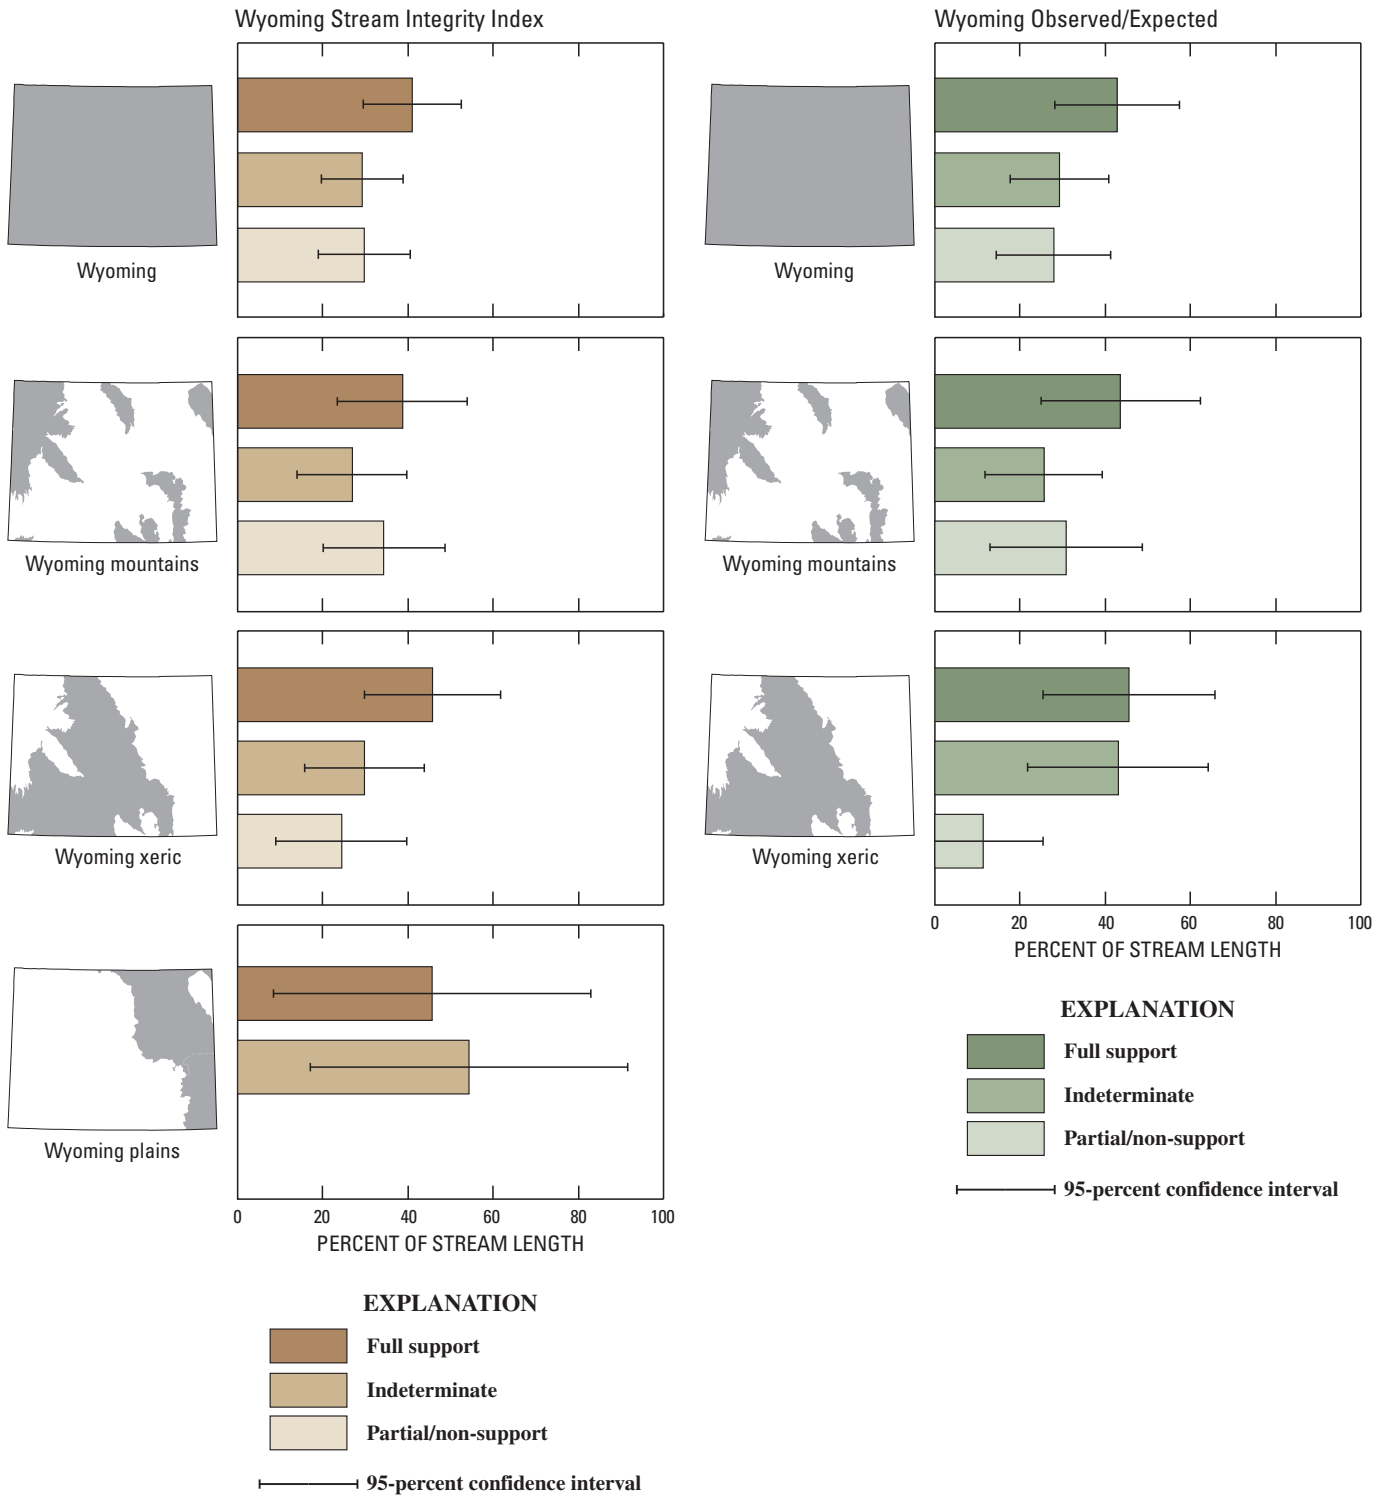 Wyoming Stream Integrity Index
Wyoming
Wyoming mountains
Wyoming xeric
Wyoming plains
0 20 40 60 80 100
PERCENT OF STREAM LENGTH
EXPLANATION
Full support
Indeterminate
Partial/non-support
95-percent confidence interval
Wyoming Observed/Expected
Wyoming
Wyoming mountains
Wyoming xeric
0 20 40 60 80 100
PERCENT OF STREAM LENGTH
EXPLANATION
Full support
Indeterminate
Partial/non-support
95-percent confidence interval